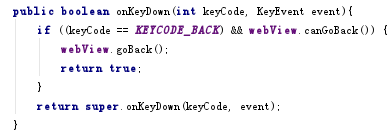 public boolean onKeyDown(int keyCode, KeyEvent event){
if ((keyCode == KEYCODE_BACK) && webView.canGoBack()) {
webView.goBack();
return true;
}
return super.onKeyDown(keyCode, event);
}